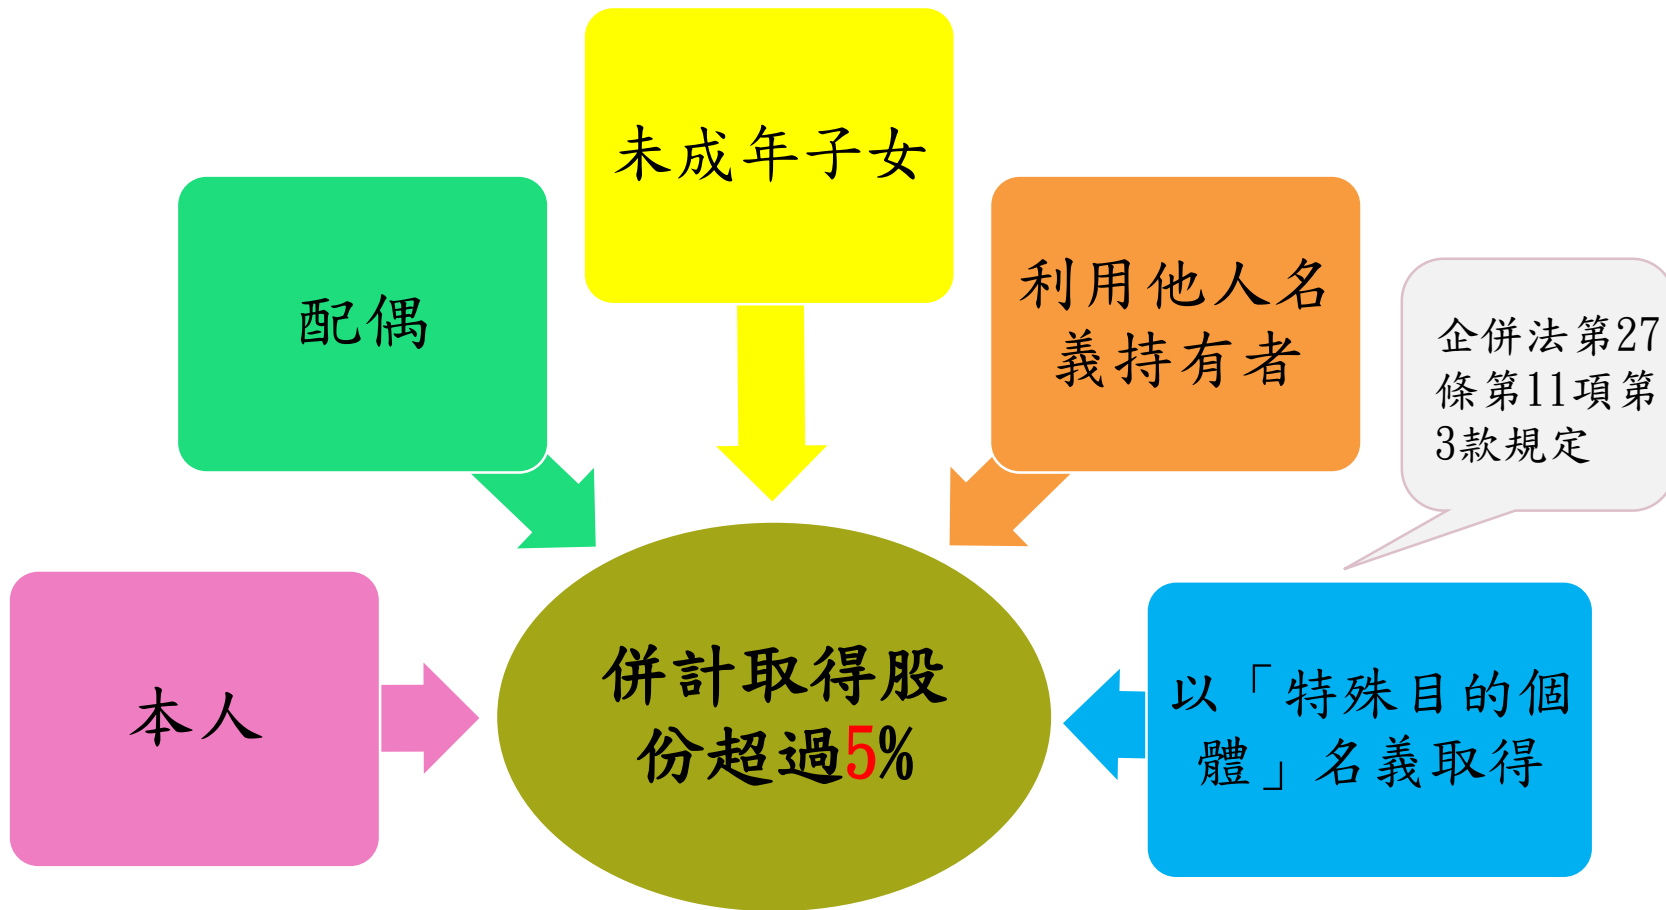 未成年子女
配偶
利用他人名
義持有者
企併法第27
條第11項第
3款規定
本人
併計取得股
份超過5%
以「特殊目的個
體」名義取得